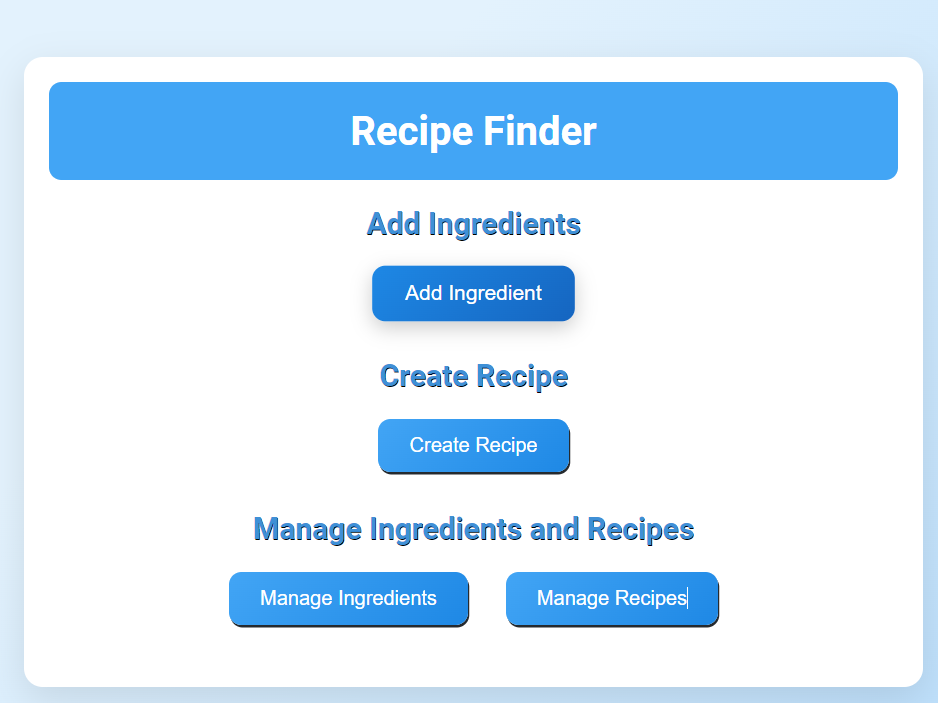 Recipe Finder
Add Ingredients
Add Ingredient
Create Recipe
Create Recipe
Manage Ingredients and Recipes
Manage Ingredients
Manage Recipes